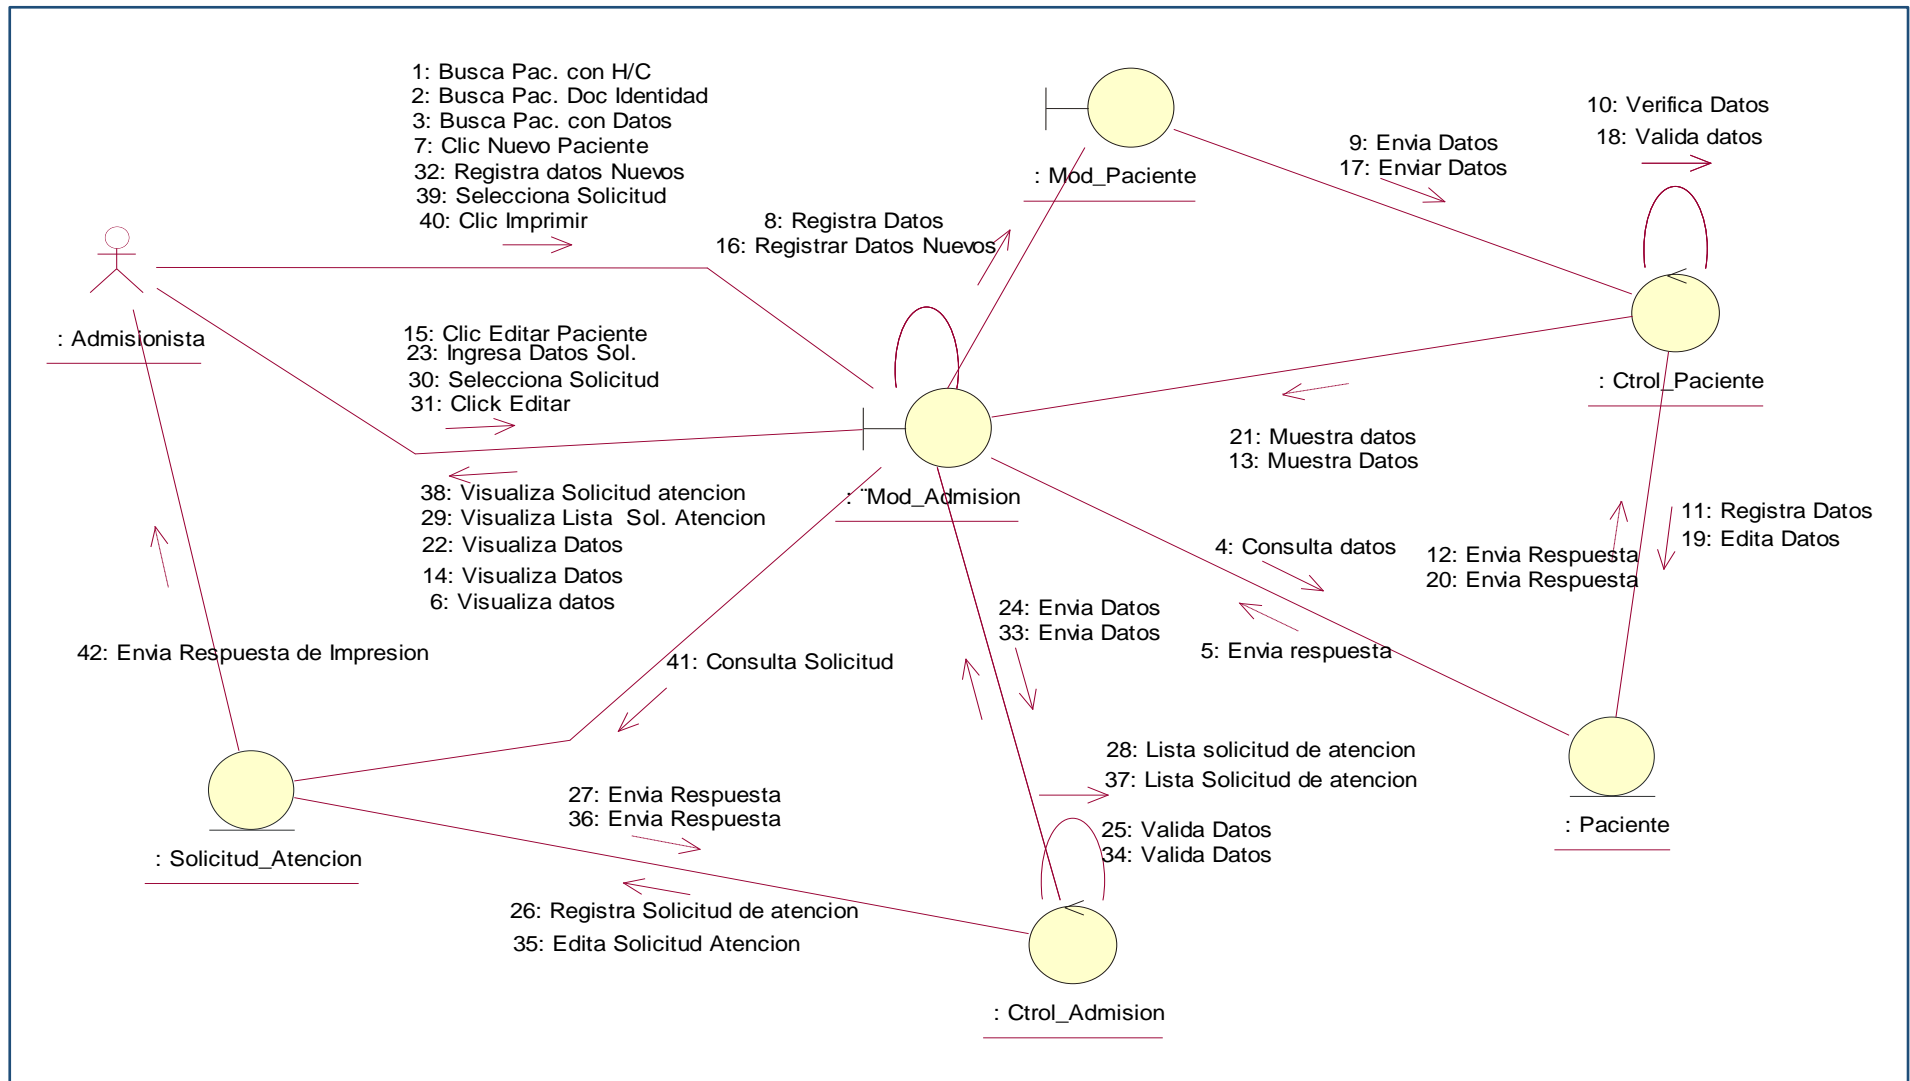 1: Busca Pac. con H/C
2: Busca Pac. Doc Identidad
3: Busca Pac. con Datos
7: Clic Nuevo Paciente
32: Registra datos Nuevos
39: Selecciona Solicitud
40: Clic Imprimir
: Mod_Paciente
9: Envia Datos
17: Enviar Datos
10: Verifica Datos
18: Valida datos
8: Registra Datos
16: Registrar Datos Nuevos
: Admisionista
15: Clic Editar Paciente
23: Ingresa Datos Sol.
30: Selecciona Solicitud
31: Click Editar
: Ctrol_Paciente
21: Muestra datos
13: Muestra Datos
38: Visualiza Solicitud atencion
29: Visualiza Lista Sol. Atencion
22: Visualiza Datos
14: Visualiza Datos
6: Visualiza datos
: ¨Mod_Admision
11: Registra Datos
19: Edita Datos
4: Consulta datos
12: Envia Respuesta
20: Envia Respuesta
24: Envia Datos
33: Envia Datos
5: Envia respuesta
42: Envia Respuesta de Impresion
41: Consulta Solicitud
28: Lista solicitud de atencion
37: Lista Solicitud de atencion
27: Envia Respuesta
36: Envia Respuesta
25: Valida Datos
34: Valida Datos
: Paciente
: Solicitud_Atencion
26: Registra Solicitud de atencion
35: Edita Solicitud Atencion
: Ctrol_Admision